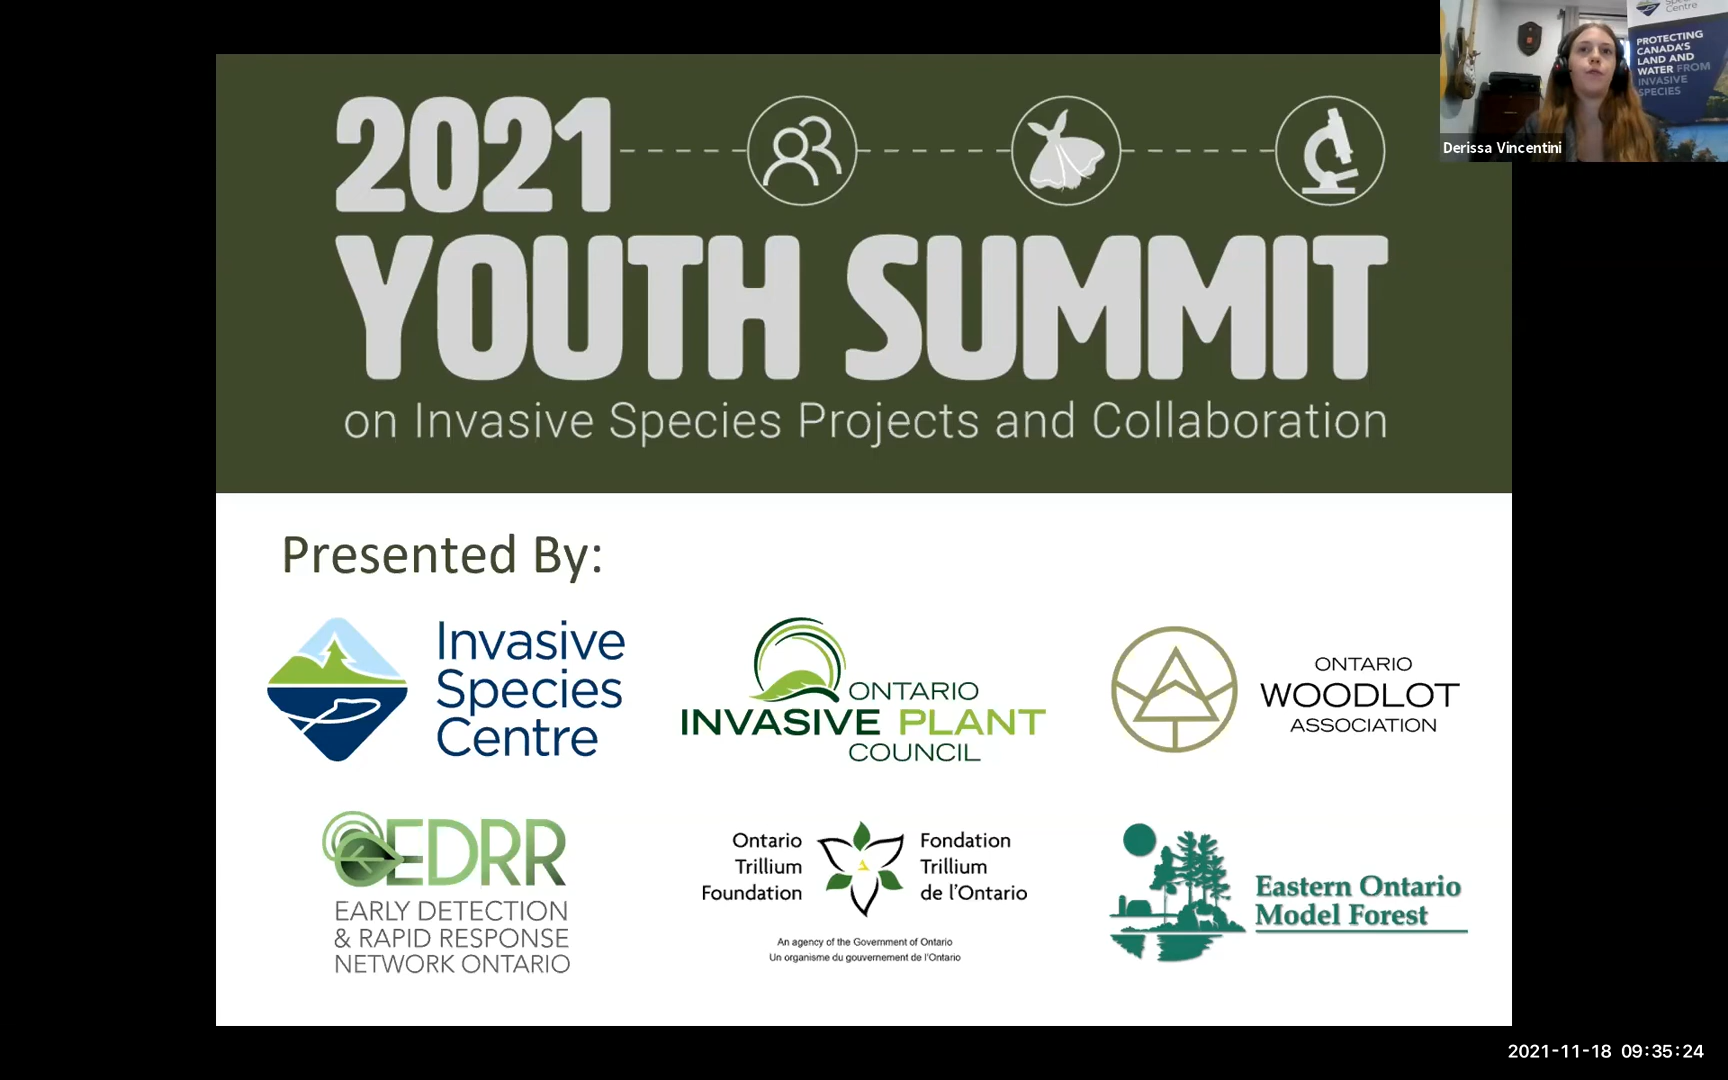 2021
YOUTH SUMMIT
on Invasive Species Projects and Collaboration
Presented By:
Invasive
Species
Centre
ONTARIO
INVASIVE PLANT
COUNCIL
ONTARIO
WOODLOT
ASSOCIATION
EDRR
EARLY DETECTION
& RAPID RESPONSE
NETWORK ONTARIO
Ontario
Trillium
Foundation
Fondation
Trillium
de l'Ontario
An agency of the Government of Ontario
Un organisme du gouvernement de l'Ontario
Eastern Ontario
Model Forest
Centre
PROTECTING
CANADA'S
LAND AND
WATER FROM
INVASIVE
SPECIES
Derissa Vincentini
2021-11-18 09:35:24